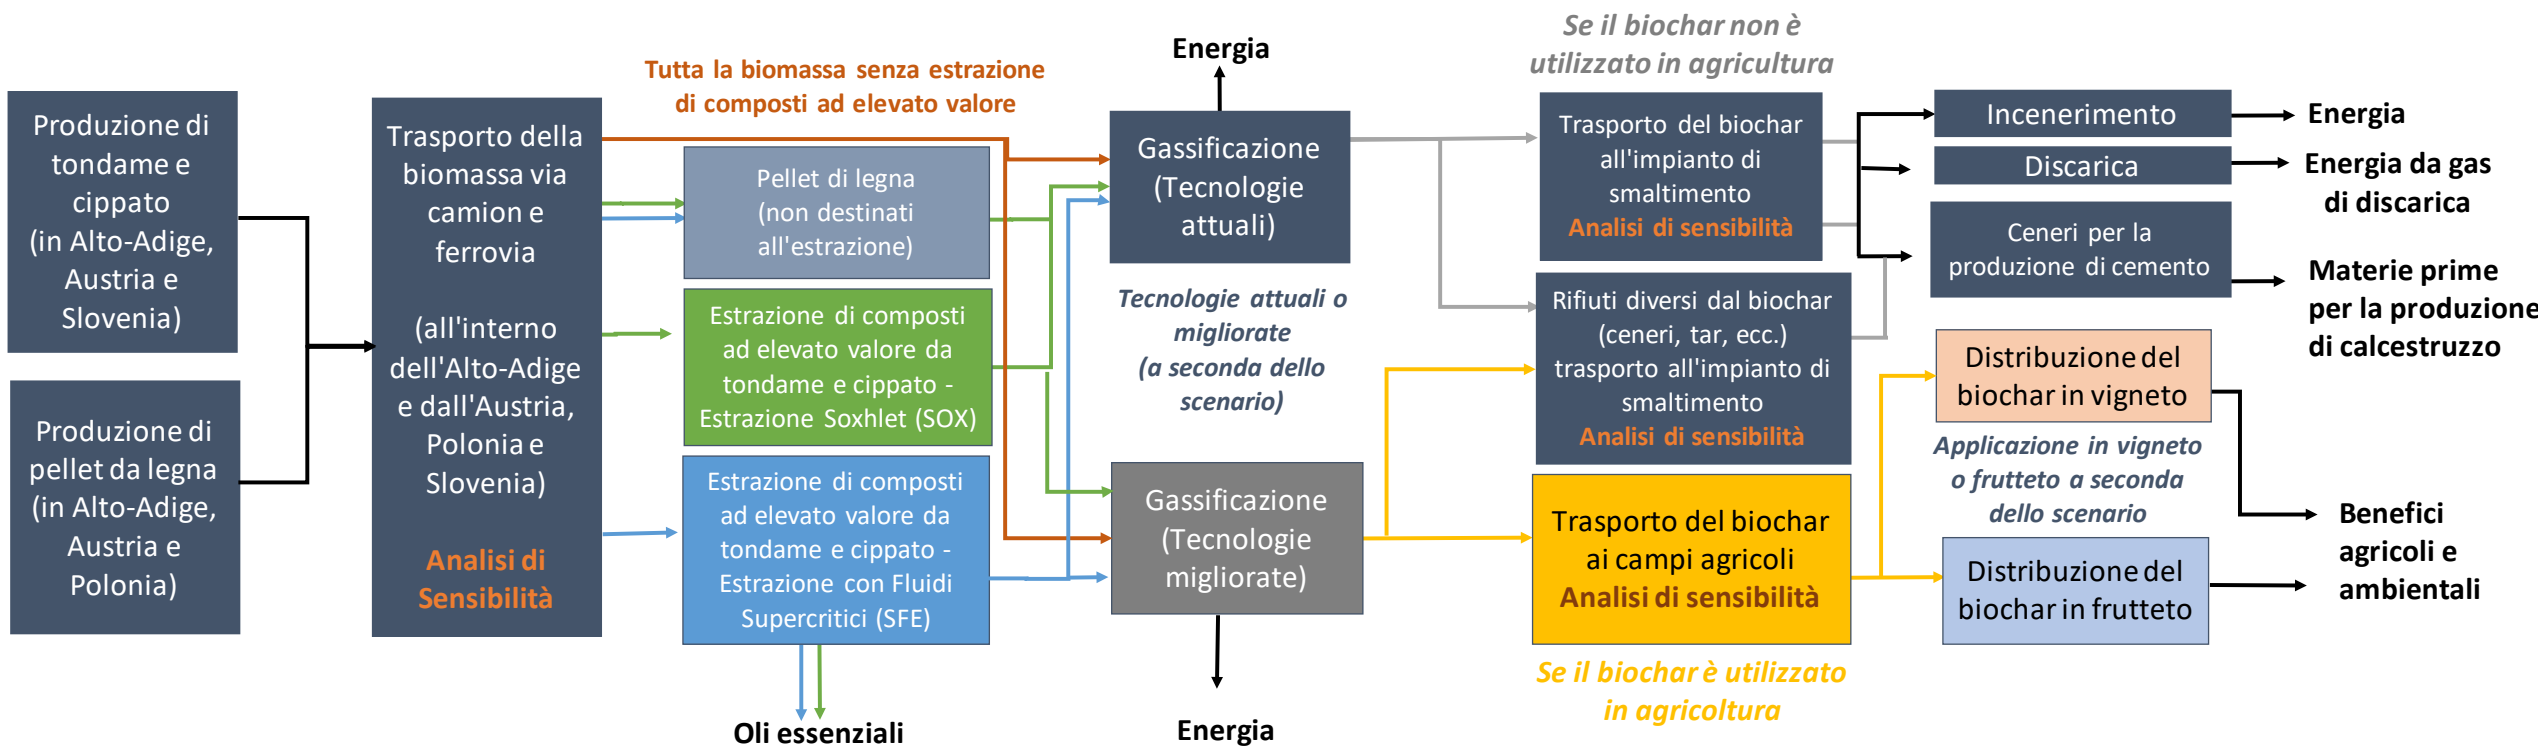 Produzione di
tondame e
cippato
(in Alto-Adige,
Austria e
Slovenia)
Produzione di
pellet da legna
(in Alto-Adige,
Austria e
Polonia)
Trasporto della
biomassa via
camion e
ferrovia
(all'interno
dell'Alto-Adige
e dall'Austria,
Polonia e
Slovenia)
Analisi di
Sensibilità
Tutta la biomassa senza estrazione
di composti ad elevato valore
Pellet di legna
(non destinati
all'estrazione)
Estrazione di composti
ad elevato valore da
tondame e cippato -
Estrazione Soxhlet (SOX)
Estrazione di composti
ad elevato valore da
tondame e cippato -
Estrazione con Fluidi
Supercritici (SFE)
Oli essenziali
Energia
Gassificazione
(Tecnologie
attuali)
Tecnologie attuali o
migliorate
(a seconda dello
scenario)
Gassificazione
(Tecnologie
migliorate)
Energia
Se il biochar non è
utilizzato in agricultura
Trasporto del biochar
all'impianto di
smaltimento
Analisi di sensibilità
Rifiuti diversi dal biochar
(ceneri, tar, ecc.)
trasporto all'impianto di
smaltimento
Analisi di sensibilità
Trasporto del biochar
ai campi agricoli
Analisi di sensibilità
Se il biochar è utilizzato
in agricoltura
Incenerimento
Discarica
Ceneri per la
produzione di cemento
Distribuzione del
biochar in vigneto
Applicazione in vigneto
o frutteto a seconda
dello scenario
Distribuzione del
biochar in frutteto
Energia
Energia da gas
di discarica
Materie prime
per la produzione
di calcestruzzo
Benefici
agricoli e
ambientali